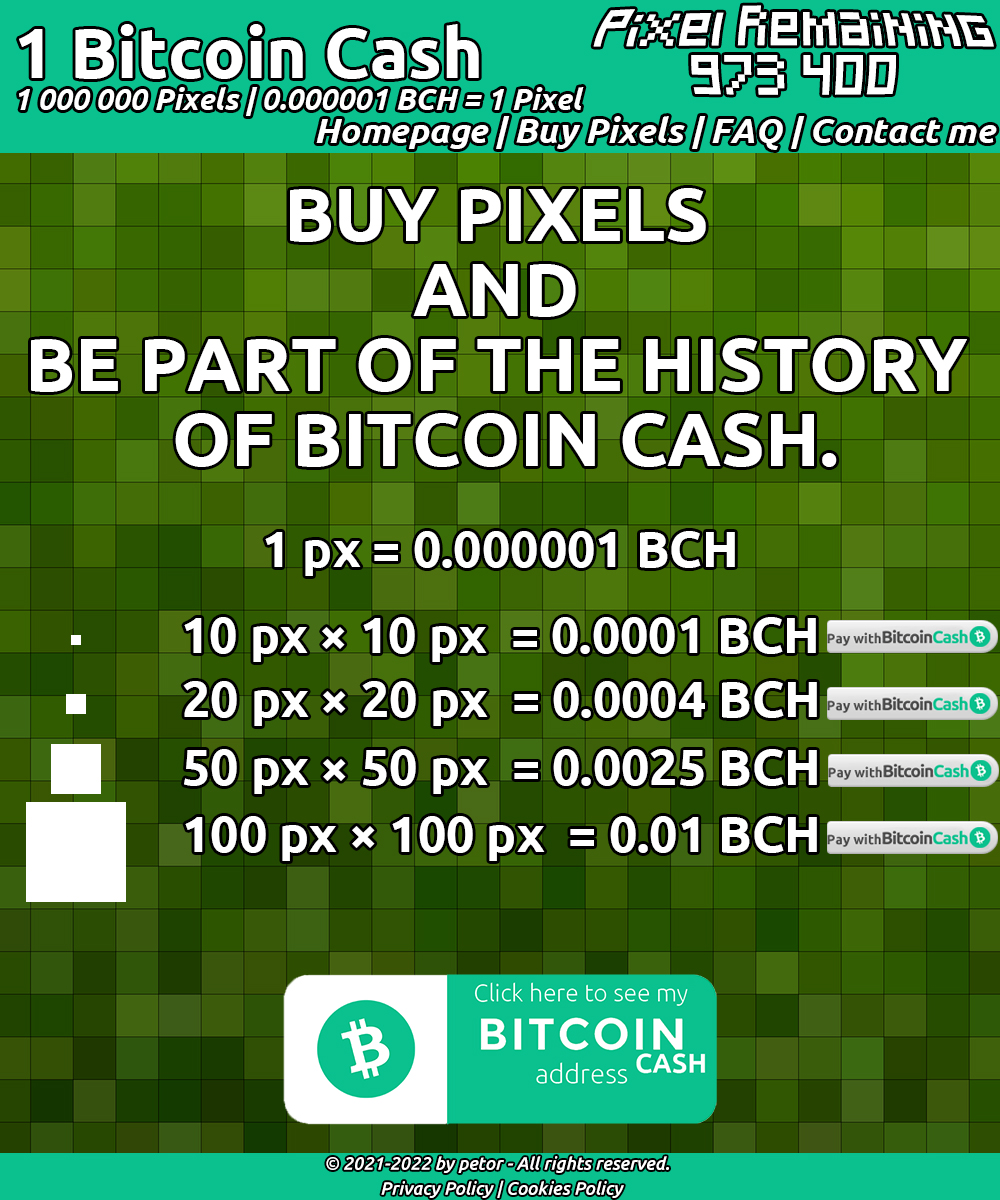 1 Bitcoin Cash
Pixel Remaining
973 400
1 000 000 Pixels | 0.000001 BCH = 1 Pixel
Homepage | Buy Pixels | FAQ | Contact me
BUY PIXELS
AND
BE PART OF THE HISTORY
OF BITCOIN CASH.
1 px = 0.000001 BCH
10 px × 10 px = 0.0001 BCH Pay with BitcoinCash
20 px × 20 px = 0.0004 BCH Pay with BitcoinCash
50 px × 50 px = 0.0025 BCH Pay with BitcoinCash
100 px × 100 px = 0.01 BCH Pay with BitcoinCash
Click here to see my
BITCOIN
CASH
address
© 2021-2022 by petor - All rights reserved.
Privacy Policy | Cookies Policy